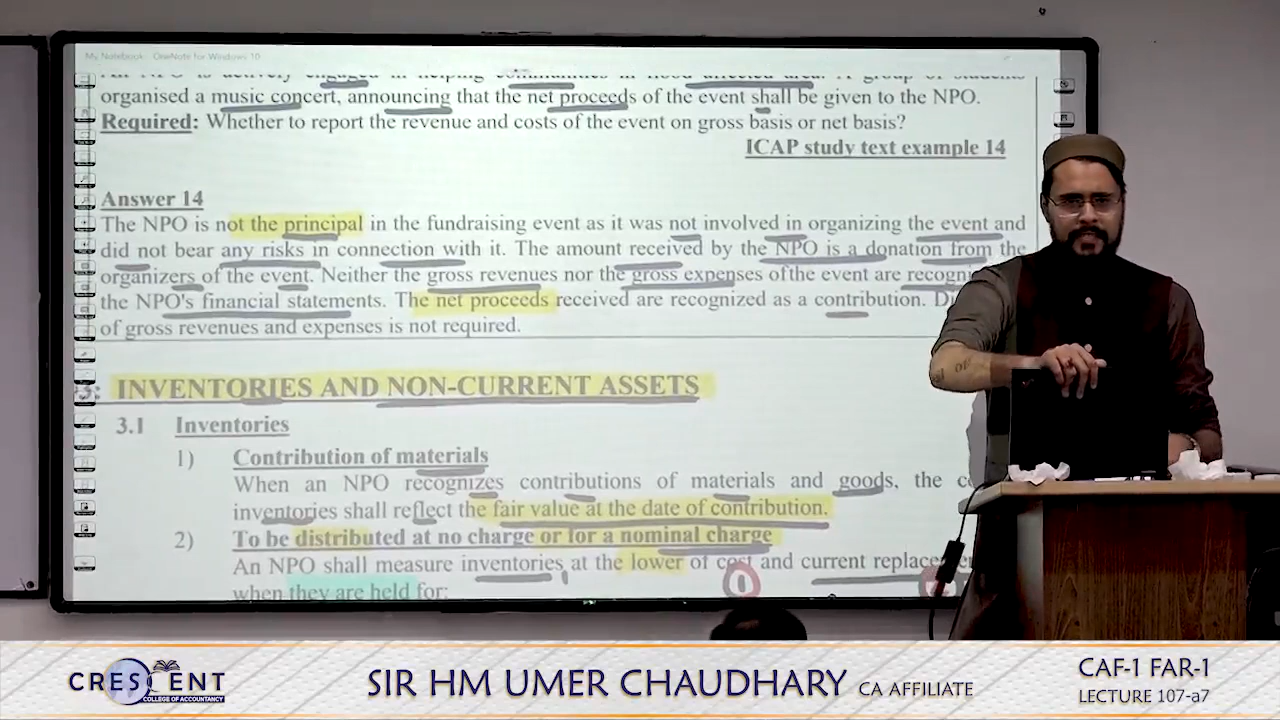 My Notebook - OneNote for Windows 10
organised a music concert, announcing that the net proceeds of the event shall be given to the NPO.
Required: Whether to report the revenue and costs of the event on gross basis or net basis?
ICAP study text example 14
Answer 14
The NPO is not the principal in the fundraising event as it was not involved in organizing the event and
did not bear any risks in connection with it. The amount received by the NPO is a donation from the
organizers of the event. Neither the gross revenues nor the gross expenses of the event are
the NPO's financial statements. The net proceeds received are recognized as a contribution.
of gross revenues and expenses is not required.
INVENTORIES AND NON-CURRENT ASSETS
3.1 Inventories
1) Contribution of materials
When an NPO recognizes contributions of materials and goods, the
inventories shall reflect the fair value at the date of contribution.
2) To be distributed at no charge or for a nominal charge
An NPO shall measure inventories at the lower of cost and current
when they are held for:
CRESCENT
COLLEGE OF ACCOUNTANCY
SIR HM UMER CHAUDHARY CA AFFILIATE
CAF-1 FAR-1
LECTURE 107-a7